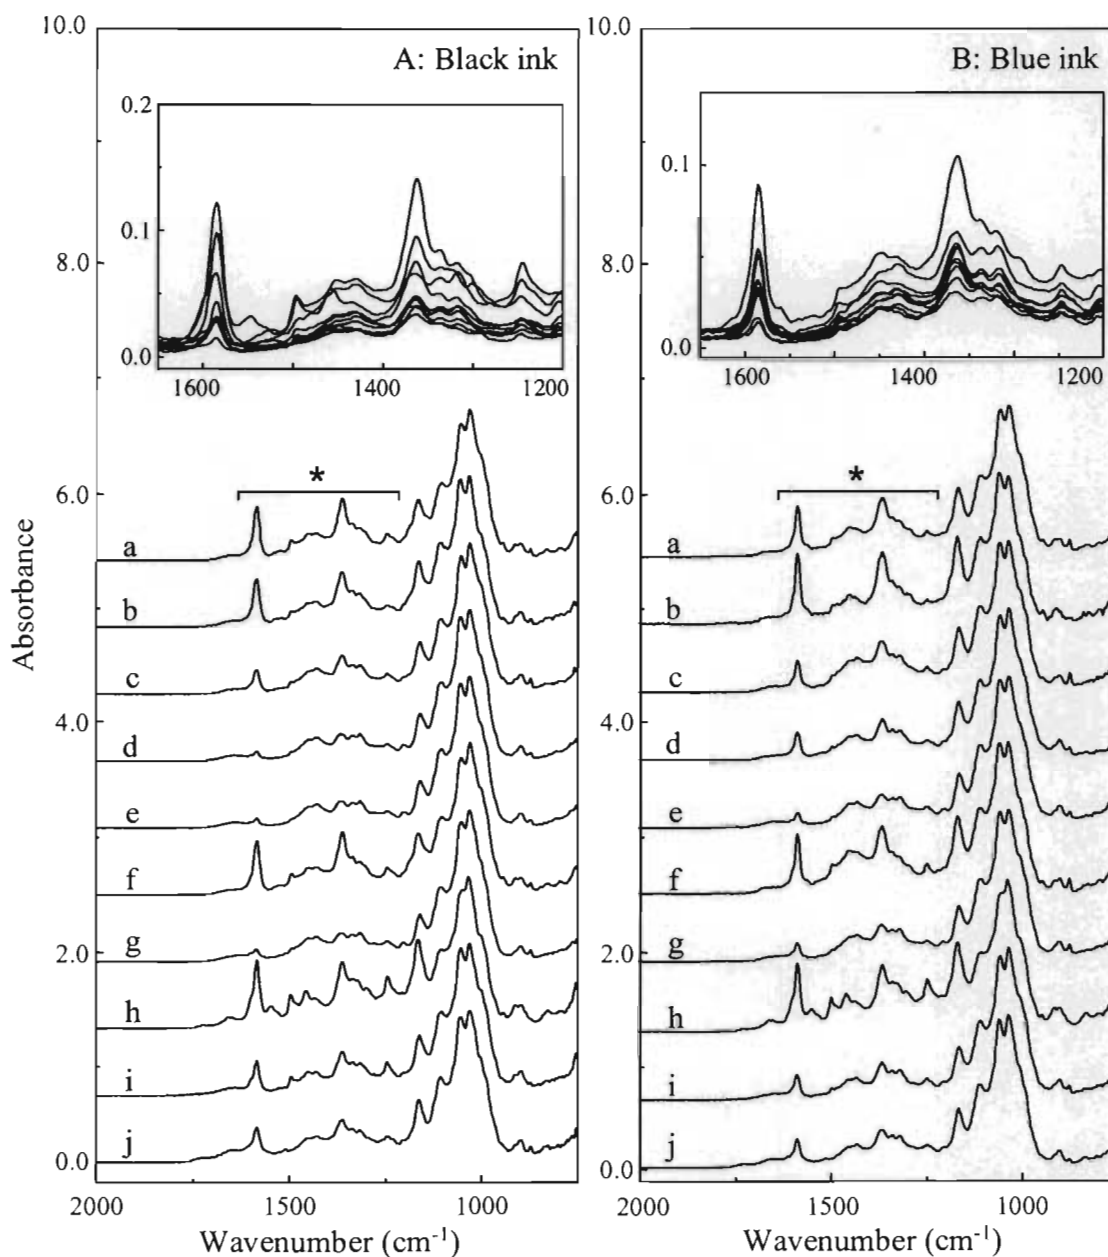 10.0
A: Black ink
0.2
0.1
0.0
1600
1400
1200
8.0
6.0
4.0
2.0
0.0
*
a
b
c
d
e
f
g
h
i
j
2000
1500
1000
Absorbance
Wavenumber (cm⁻¹)
10.0
B: Blue ink
0.1
0.0
1600
1400
1200
8.0
6.0
4.0
2.0
0.0
*
a
b
c
d
e
f
g
h
i
j
2000
1500
1000
Wavenumber (cm⁻¹)